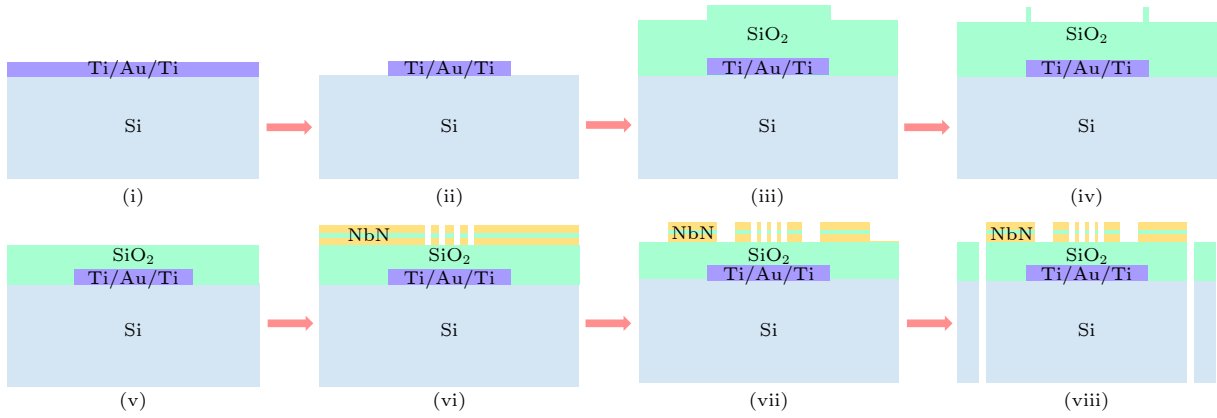 Ti/Au/Ti
Si
(i)
Ti/Au/Ti
Si
(ii)
SiO₂
Ti/Au/Ti
Si
(iii)
SiO₂
Ti/Au/Ti
Si
(iv)
SiO₂
Ti/Au/Ti
Si
(v)
NbN
SiO₂
Ti/Au/Ti
Si
(vi)
NbN
SiO₂
Ti/Au/Ti
Si
(vii)
NbN
SiO₂
Ti/Au/Ti
Si
(viii)